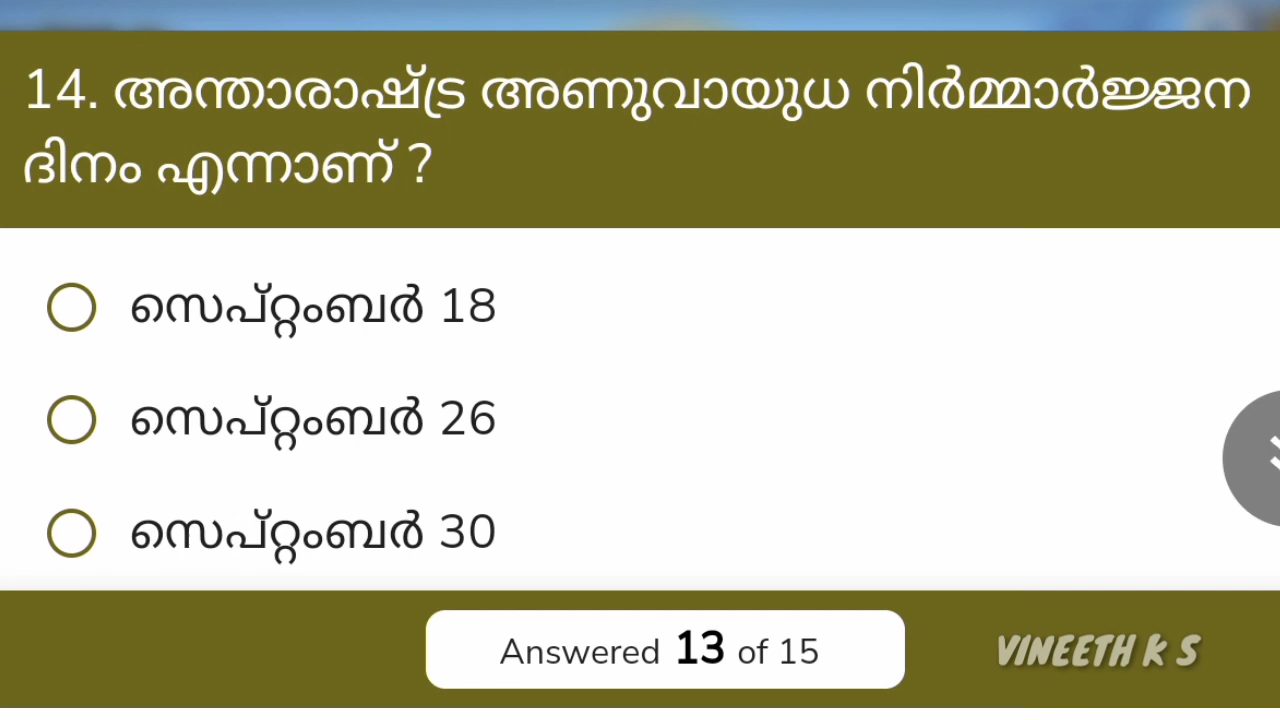 14. അന്താരാഷ്ട്ര അണുവായുധ നിർമ്മാർജ്ജന
ദിനം എന്നാണ് ?
സെപ്റ്റംബർ 18
സെപ്റ്റംബർ 26
സെപ്റ്റംബർ 30
Answered 13 of 15
VINEETH K S